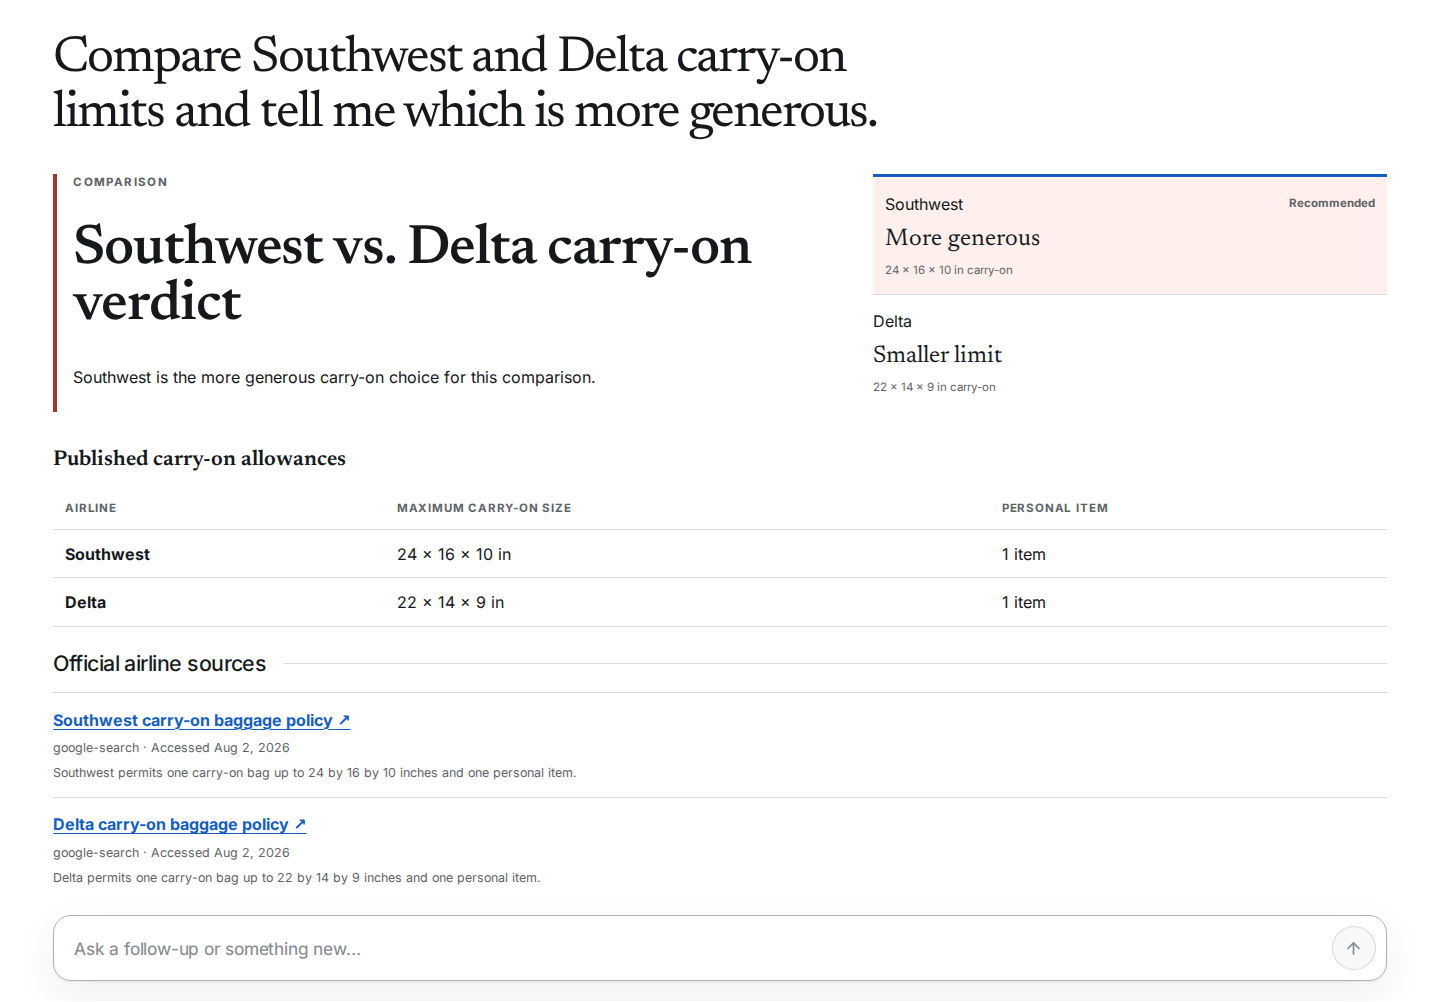 Compare Southwest and Delta carry-on
limits and tell me which is more generous.
COMPARISON
Southwest vs. Delta carry-on
verdict
Southwest is the more generous carry-on choice for this comparison.
Southwest
Recommended
More generous
24 × 16 × 10 in carry-on
Delta
Smaller limit
22 × 14 × 9 in carry-on
Published carry-on allowances
AIRLINE MAXIMUM CARRY-ON SIZE PERSONAL ITEM
Southwest 24 × 16 × 10 in 1 item
Delta 22 × 14 × 9 in 1 item
Official airline sources
Southwest carry-on baggage policy ↗
google-search · Accessed Aug 2, 2026
Southwest permits one carry-on bag up to 24 by 16 by 10 inches and one personal item.
Delta carry-on baggage policy ↗
google-search · Accessed Aug 2, 2026
Delta permits one carry-on bag up to 22 by 14 by 9 inches and one personal item.
Ask a follow-up or something new...